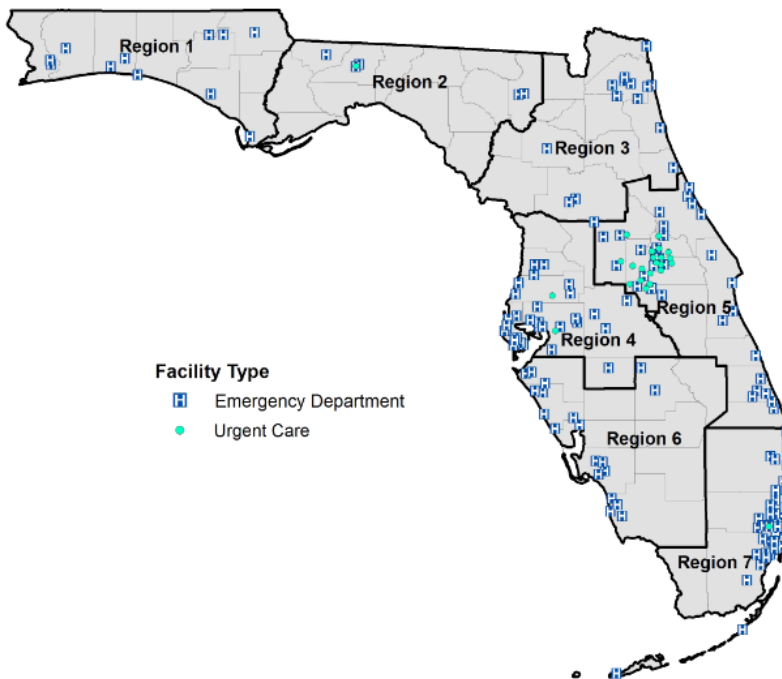 Region 1
Region 2
Region 3
Region 5
Region 4
Facility Type
H Emergency Department
Urgent Care
Region 6
Region 7